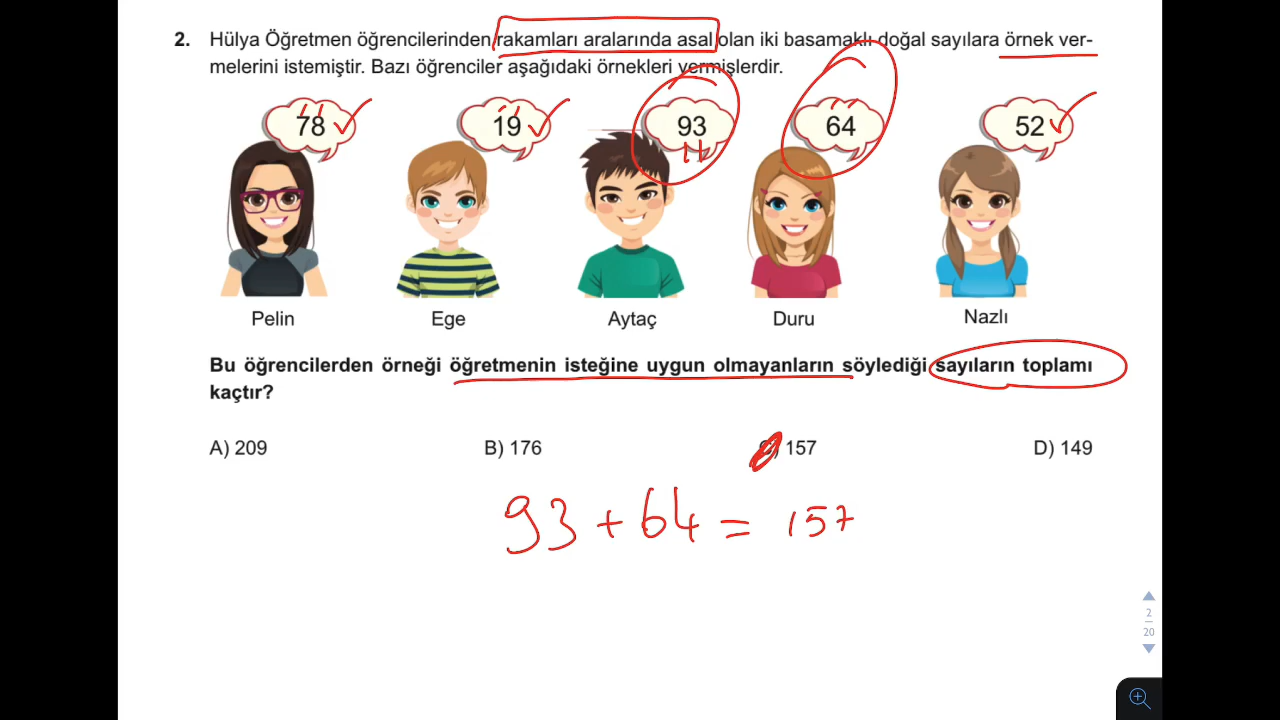 2. Hülya Öğretmen öğrencilerinden rakamları aralarında asal olan iki basamaklı doğal sayılara örnek ver-
melerini istemiştir. Bazı öğrenciler aşağıdaki örnekleri vermişlerdir.
78 19 93 64 52
Pelin Ege Aytaç Duru Nazlı
Bu öğrencilerden örneği öğretmenin isteğine uygun olmayanların söylediği sayıların toplamı
kaçtır?
A) 209 B) 176 C) 157 D) 149
93 + 64 = 157
2
20